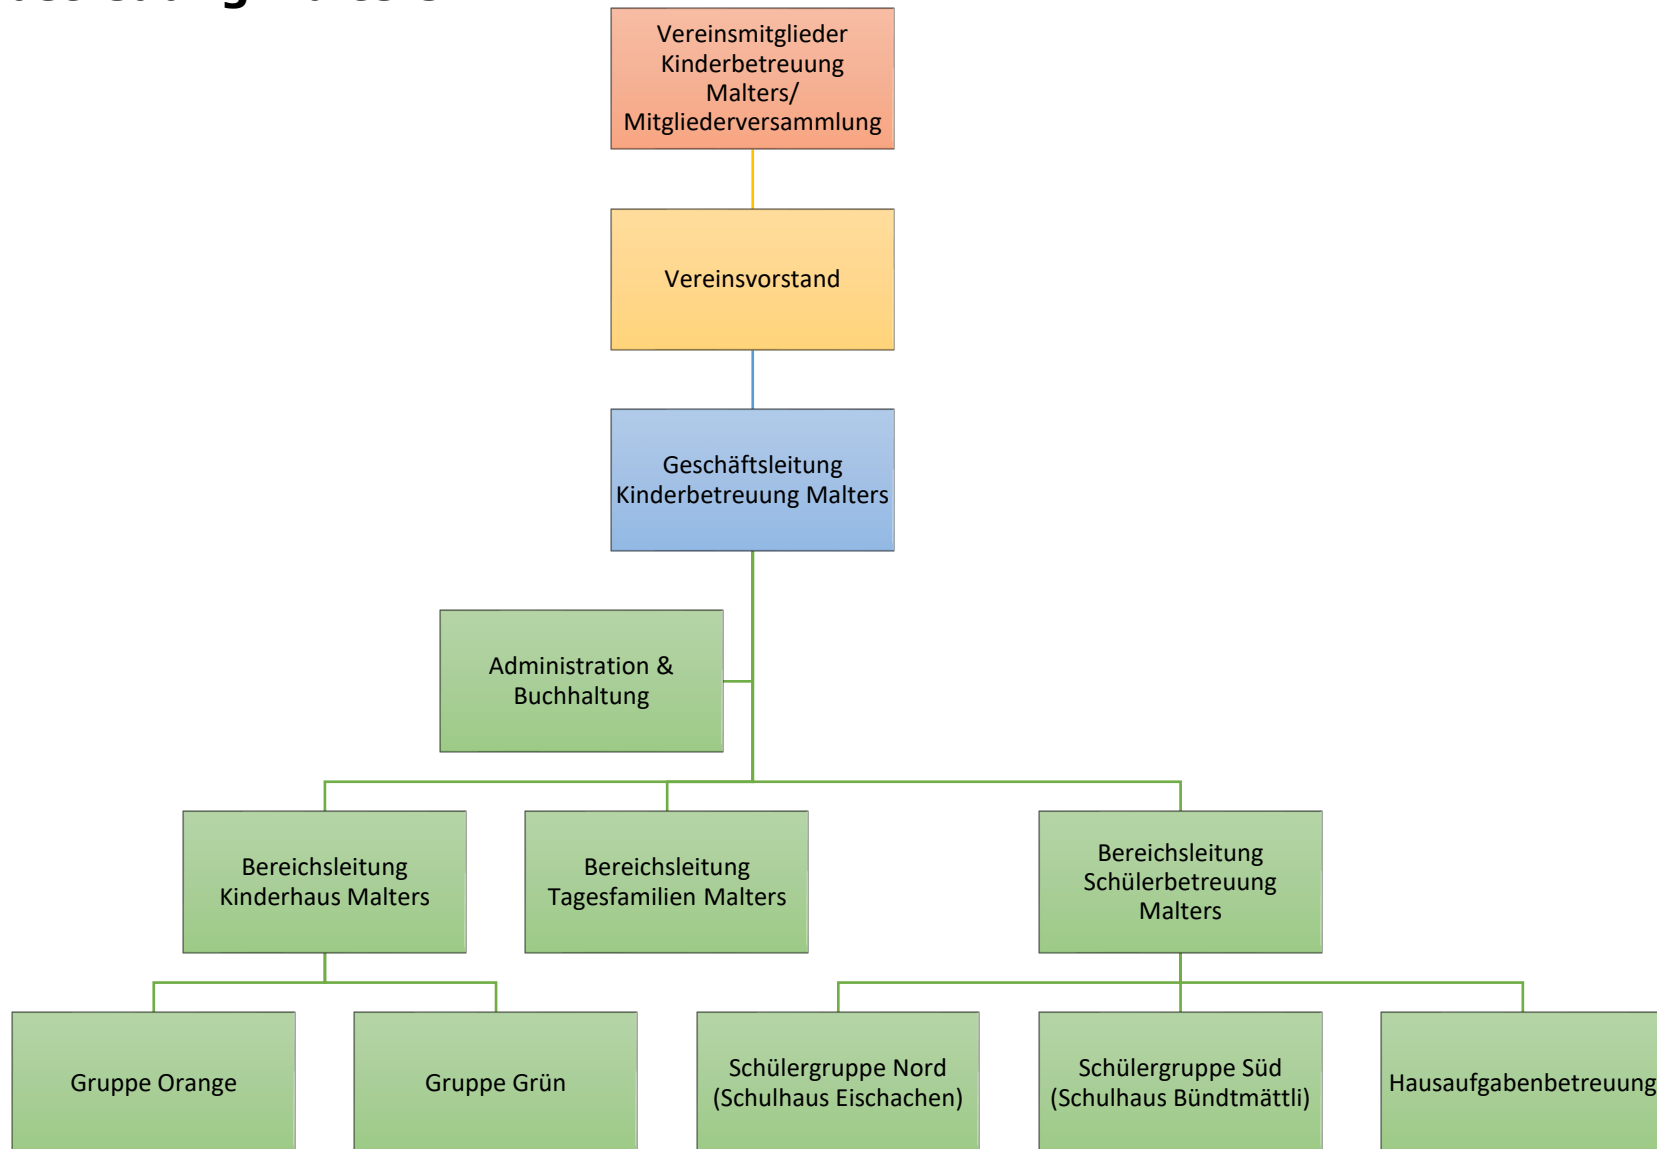 Vereinsmitglieder
Kinderbetreuung
Malters/
Mitgliederversammlung
Vereinsvorstand
Geschäftsleitung
Kinderbetreuung Malters
Administration &
Buchhaltung
Bereichsleitung
Kinderhaus Malters
Bereichsleitung
Tagesfamilien Malters
Bereichsleitung
Schülerbetreuung
Malters
Gruppe Orange
Gruppe Grün
Schülergruppe Nord
(Schulhaus Eischachen)
Schülergruppe Süd
(Schulhaus Bündtmättli)
Hausaufgabenbetreuung